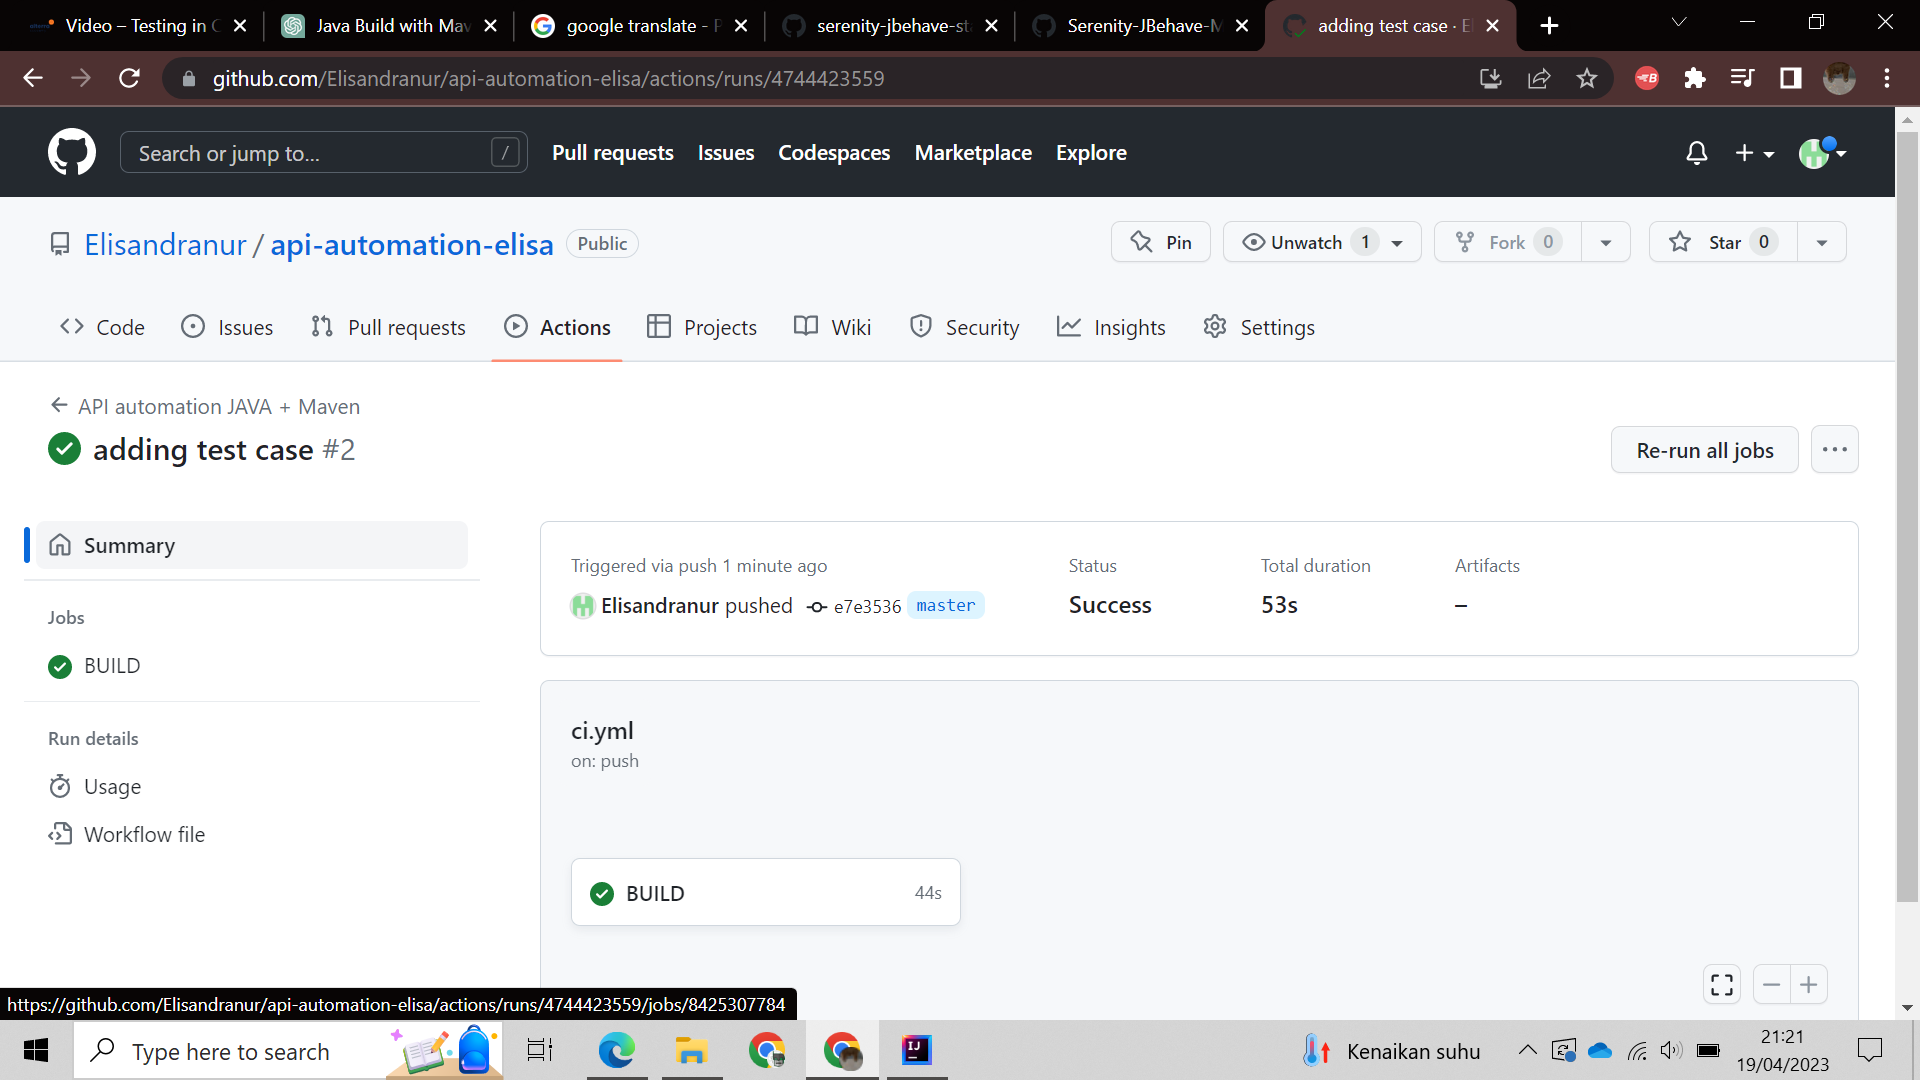 Video – Testing in C
Java Build with Mav
google translate - P
serenity-jbehave-sta
Serenity-JBehave-M
adding test case · El
github.com/Elisandranur/api-automation-elisa/actions/runs/4744423559
Search or jump to...
/
Pull requests
Issues
Codespaces
Marketplace
Explore
Elisandranur / api-automation-elisa
Public
Pin
Unwatch 1
Fork 0
Star 0
Code
Issues
Pull requests
Actions
Projects
Wiki
Security
Insights
Settings
API automation JAVA + Maven
adding test case #2
Re-run all jobs
Summary
Jobs
BUILD
Run details
Usage
Workflow file
Triggered via push 1 minute ago
Elisandranur pushed e7e3536 master
Status
Success
Total duration
53s
Artifacts
–
ci.yml
on: push
BUILD
44s
https://github.com/Elisandranur/api-automation-elisa/actions/runs/4744423559/jobs/8425307784
Type here to search
IJ
Kenaikan suhu
21:21
19/04/2023